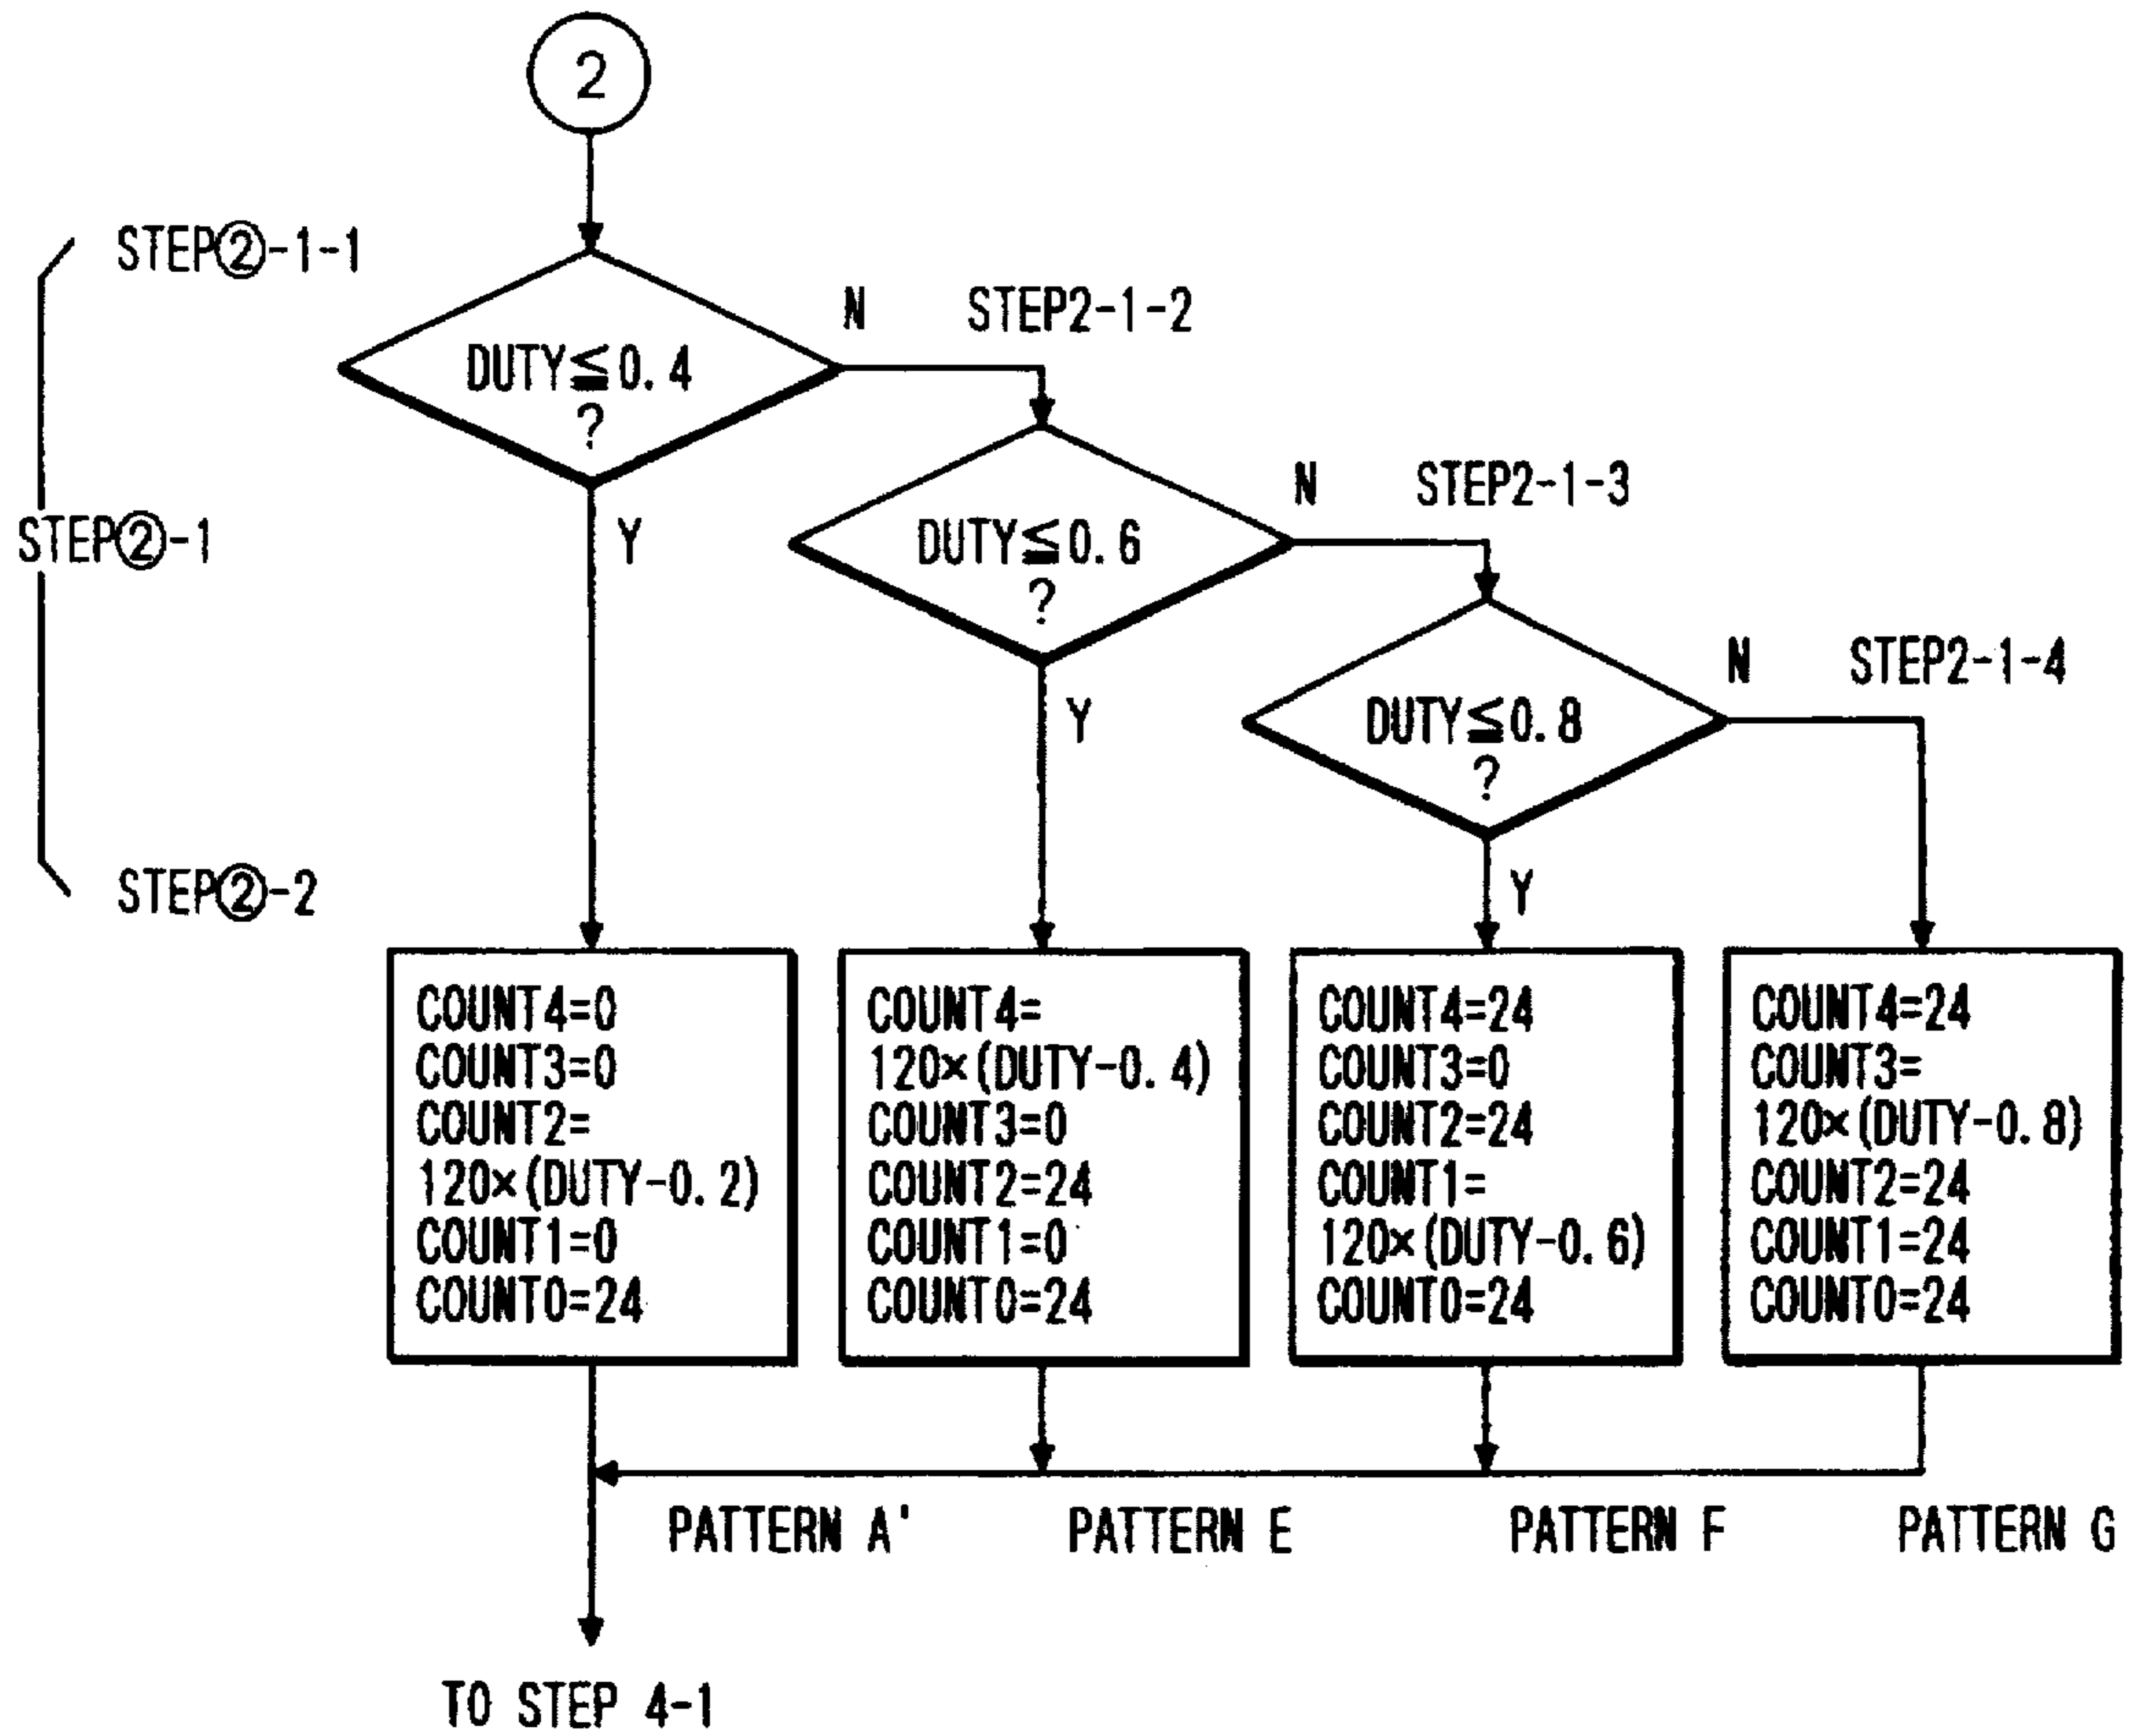 2
STEP②-1-1
N
STEP2-1-2
DUTY≦0.4
?
N
STEP2-1-3
STEP②-1
Y
DUTY≦0.6
?
N
STEP2-1-4
Y
DUTY≦0.8
?
STEP②-2
Y
COUNT4=0
COUNT3=0
COUNT2=
120×(DUTY-0.2)
COUNT1=0
COUNT0=24
COUNT4=
120×(DUTY-0.4)
COUNT3=0
COUNT2=24
COUNT1=0
COUNT0=24
COUNT4=24
COUNT3=0
COUNT2=24
COUNT1=
120×(DUTY-0.6)
COUNT0=24
COUNT4=24
COUNT3=
120×(DUTY-0.8)
COUNT2=24
COUNT1=24
COUNT0=24
PATTERN A'
PATTERN E
PATTERN F
PATTERN G
TO STEP 4-1